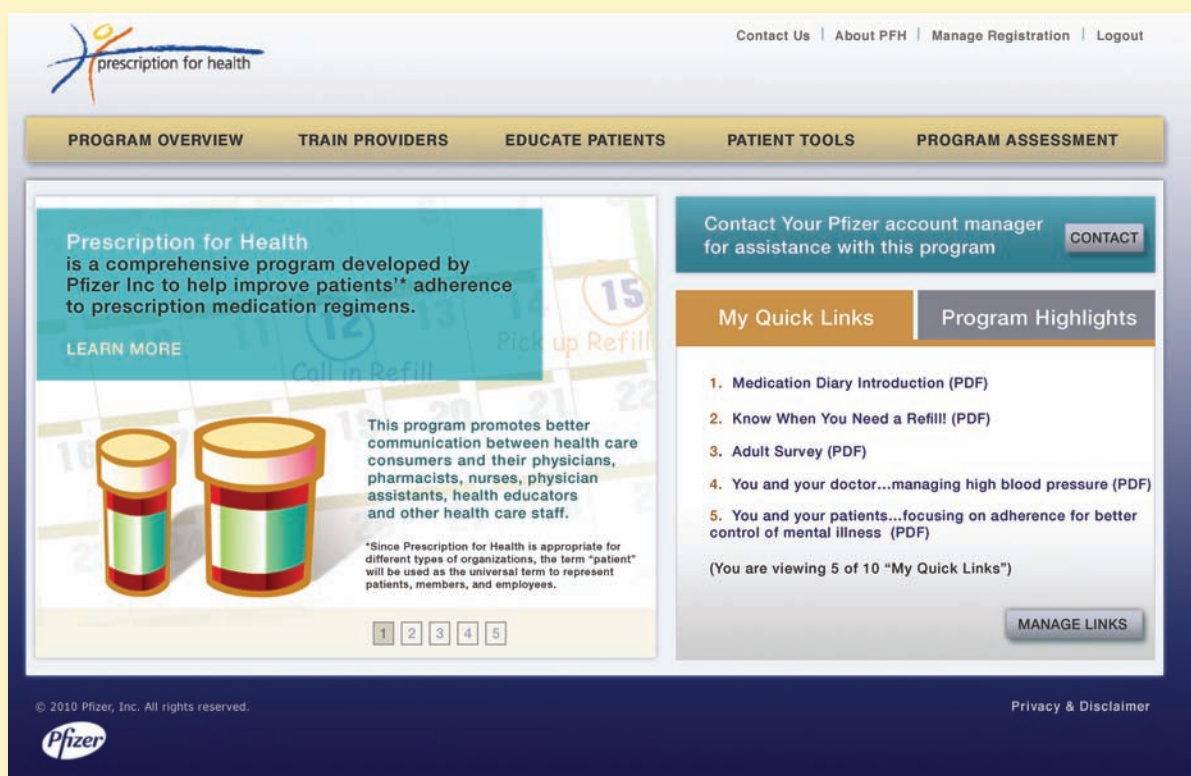 prescription for health
Contact Us | About PFH | Manage Registration | Logout
PROGRAM OVERVIEW TRAIN PROVIDERS EDUCATE PATIENTS PATIENT TOOLS PROGRAM ASSESSMENT
Prescription for Health
is a comprehensive program developed by
Pfizer Inc to help improve patients'* adherence
to prescription medication regimens.
LEARN MORE
11 12 13 14 15
Call in Refill
Pick up Refill
16 19 20 21 22
This program promotes better
communication between health care
consumers and their physicians,
pharmacists, nurses, physician
assistants, health educators
and other health care staff.
*Since Prescription for Health is appropriate for
different types of organizations, the term “patient”
will be used as the universal term to represent
patients, members, and employees.
1 2 3 4 5
Contact Your Pfizer account manager
for assistance with this program
CONTACT
My Quick Links Program Highlights
1. Medication Diary Introduction (PDF)
2. Know When You Need a Refill! (PDF)
3. Adult Survey (PDF)
4. You and your doctor...managing high blood pressure (PDF)
5. You and your patients...focusing on adherence for better
control of mental illness (PDF)
(You are viewing 5 of 10 “My Quick Links”)
MANAGE LINKS
© 2010 Pfizer, Inc. All rights reserved.
Privacy & Disclaimer
Pfizer